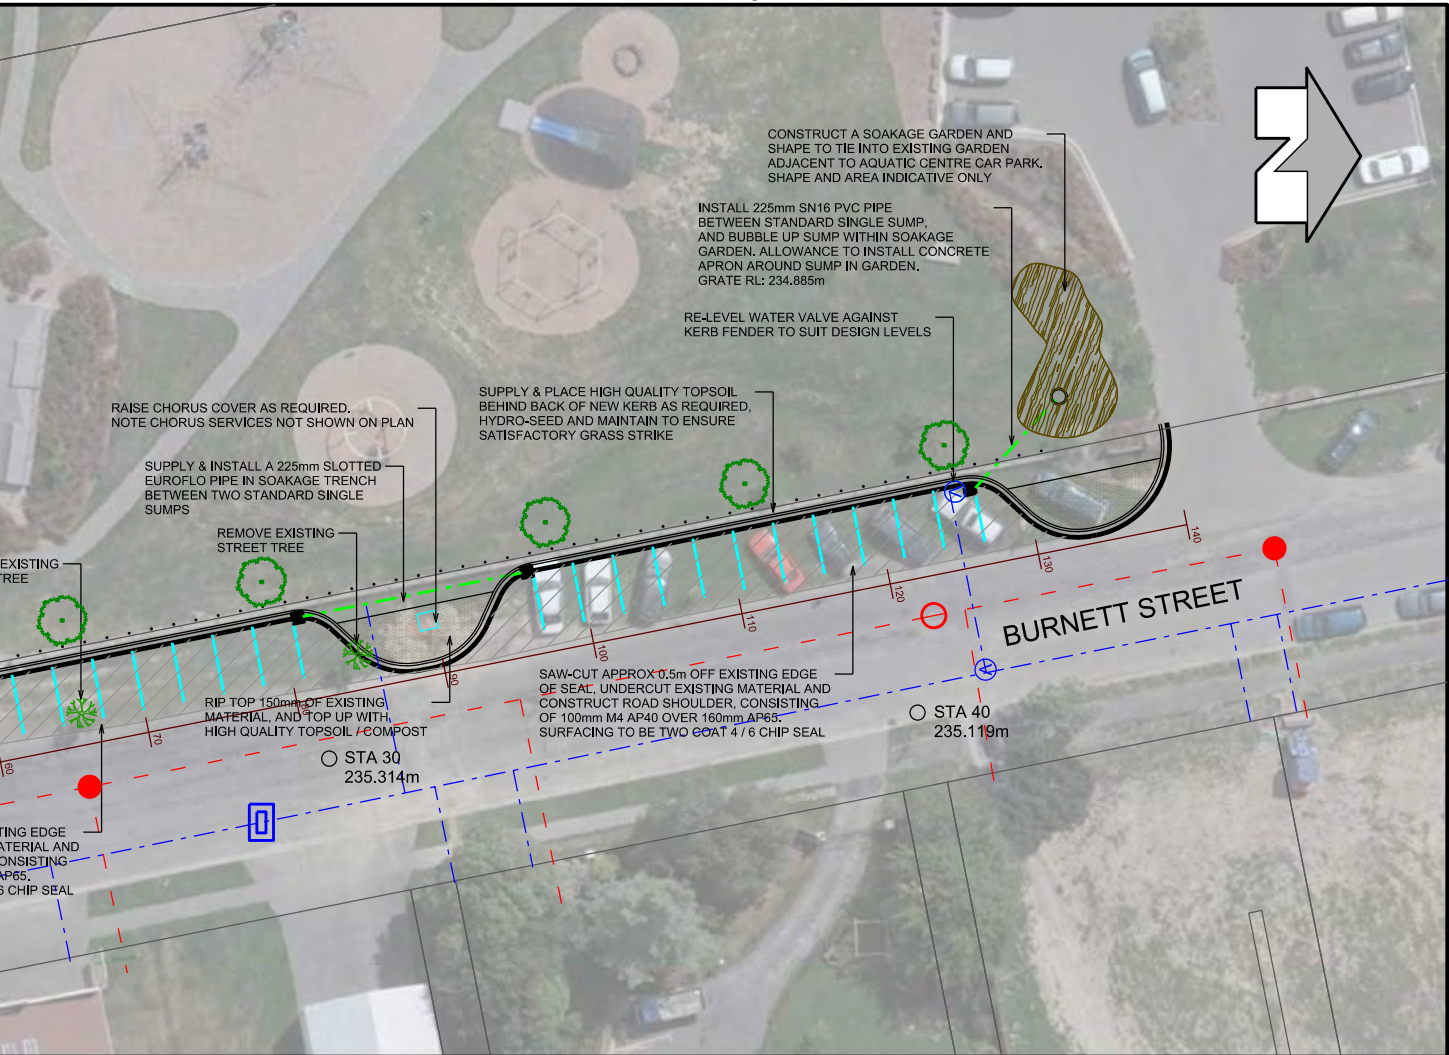 CONSTRUCT A SOAKAGE GARDEN AND
SHAPE TO TIE INTO EXISTING GARDEN
ADJACENT TO AQUATIC CENTRE CAR PARK.
SHAPE AND AREA INDICATIVE ONLY
N
INSTALL 225mm SN16 PVC PIPE
BETWEEN STANDARD SINGLE SUMP,
AND BUBBLE UP SUMP WITHIN SOAKAGE
GARDEN. ALLOWANCE TO INSTALL CONCRETE
APRON AROUND SUMP IN GARDEN.
GRATE RL: 234.885m
RE-LEVEL WATER VALVE AGAINST
KERB FENDER TO SUIT DESIGN LEVELS
SUPPLY & PLACE HIGH QUALITY TOPSOIL
BEHIND BACK OF NEW KERB AS REQUIRED,
HYDRO-SEED AND MAINTAIN TO ENSURE
SATISFACTORY GRASS STRIKE
RAISE CHORUS COVER AS REQUIRED.
NOTE CHORUS SERVICES NOT SHOWN ON PLAN
SUPPLY & INSTALL A 225mm SLOTTED
EUROFLO PIPE IN SOAKAGE TRENCH
BETWEEN TWO STANDARD SINGLE
SUMPS
REMOVE EXISTING
STREET TREE
EXISTING
TREE
140
130
120
110
100
90
80
70
60
BURNETT STREET
SAW-CUT APPROX 0.5m OFF EXISTING EDGE
OF SEAL, UNDERCUT EXISTING MATERIAL AND
CONSTRUCT ROAD SHOULDER, CONSISTING
OF 100mm M4 AP40 OVER 160mm AP65.
SURFACING TO BE TWO COAT 4 / 6 CHIP SEAL
RIP TOP 150mm OF EXISTING
MATERIAL, AND TOP UP WITH
HIGH QUALITY TOPSOIL / COMPOST
STA 40
235.119m
STA 30
235.314m
TING EDGE
ATERIAL AND
ONSISTING
AP65.
6 CHIP SEAL